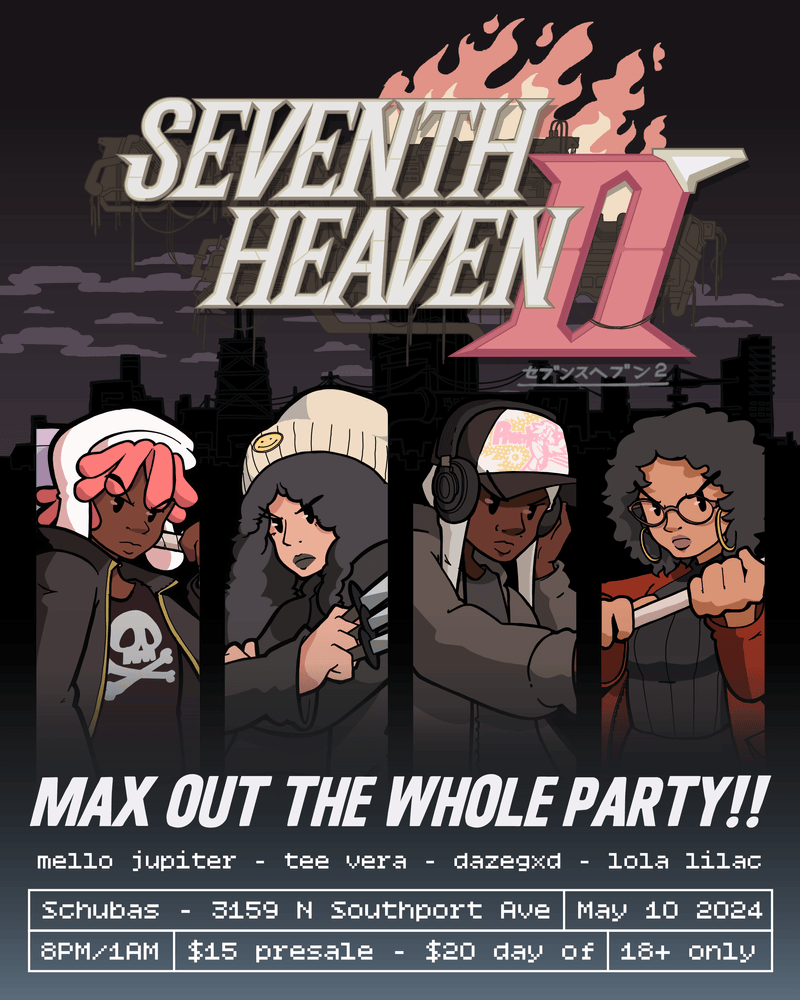 SEVENTH
HEAVEN II
セブンスヘブン2
MAX OUT THE WHOLE PARTY!!
mello jupiter - tee vera - dazegxd - lola lilac
Schubas - 3159 N Southport Ave May 10 2024
8PM/1AM $15 presale - $20 day of 18+ only